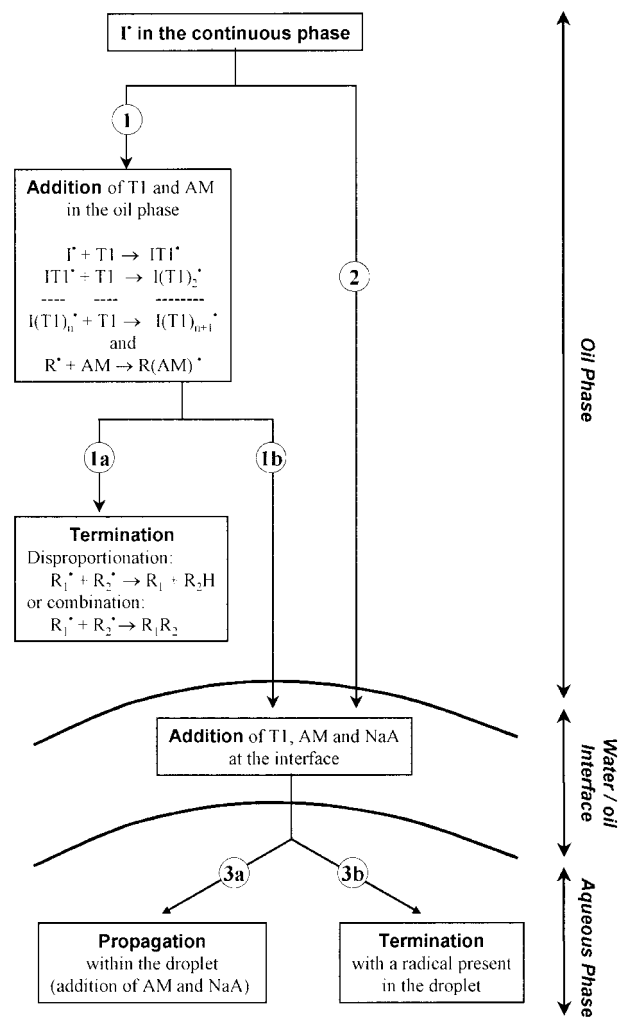 I• in the continuous phase
1
Addition of T1 and AM
in the oil phase
I• + T1 → IT1•
IT1• + T1 → I(T1)₂•
---- ---- --------
I(T1)ₙ• + T1 → I(T1)ₙ₊₁•
and
R• + AM → R(AM)•
2
Oil Phase
1a
1b
Termination
Disproportionation:
R₁• + R₂• → R₁ + R₂H
or combination:
R₁• + R₂• → R₁R₂
Addition of T1, AM and NaA
at the interface
Water / oil
Interface
3a
3b
Propagation
within the droplet
(addition of AM and NaA)
Termination
with a radical present
in the droplet
Aqueous Phase